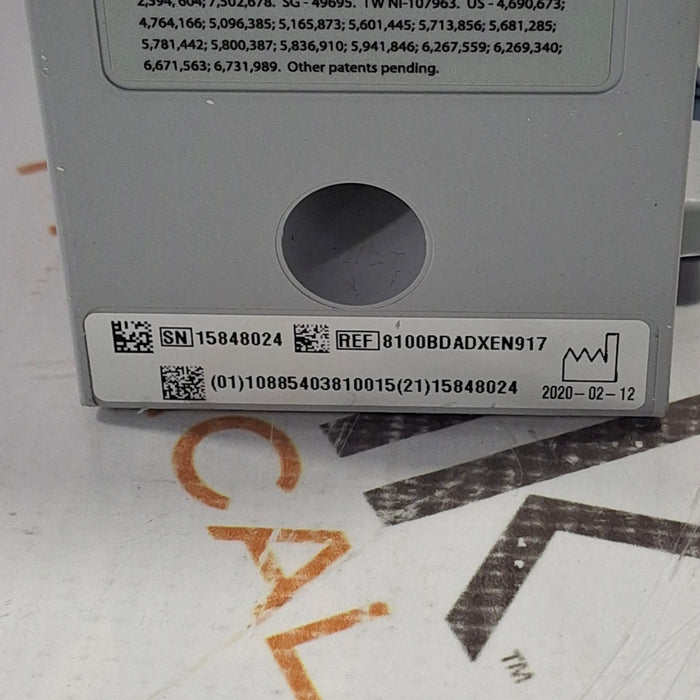 2,394,604; 7,502,678. SG - 49695. TW NI-107963. US - 4,690,673;
4,764,166; 5,096,385; 5,165,873; 5,601,445; 5,713,856; 5,681,285;
5,781,442; 5,800,387; 5,836,910; 5,941,846; 6,267,559; 6,269,340;
6,671,563; 6,731,989. Other patents pending.
SN 15848024 REF 8100BDADXEN917
(01)10885403810015(21)15848024 2020-02-12
CAL
TM